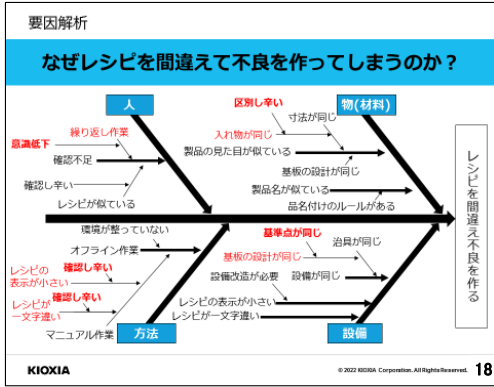 要因解析
なぜレシピを間違えて不良を作ってしまうのか？
人
物(材料)
区別し辛い
寸法が同じ
繰り返し作業
入れ物が同じ
意識低下
製品の見た目が似ている
確認不足
基板の設計が同じ
確認し辛い
製品名が似ている
レシピが似ている
品名付けのルールがある
レシピを間違え不良を作る
環境が整っていない
基準点が同じ
治具が同じ
オフライン作業
基板の設計が同じ
レシピの
表示が小さい
確認し辛い
設備改造が必要
設備が同じ
レシピが
一文字違い
確認し辛い
レシピの表示が小さい
レシピが一文字違い
マニュアル作業
方法
設備
KIOXIA
© 2022 KIOXIA Corporation. All Rights Reserved.
18